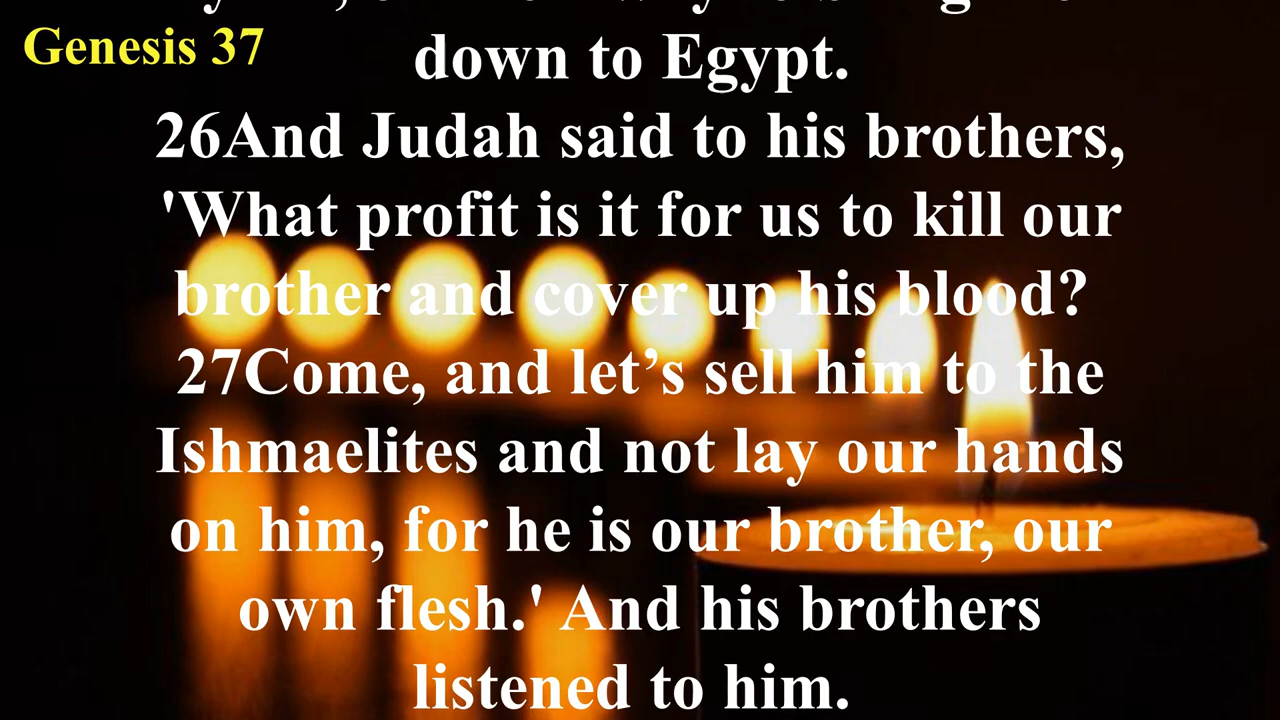 Genesis 37
down to Egypt.
26And Judah said to his brothers,
'What profit is it for us to kill our
brother and cover up his blood?
27Come, and let’s sell him to the
Ishmaelites and not lay our hands
on him, for he is our brother, our
own flesh.' And his brothers
listened to him.